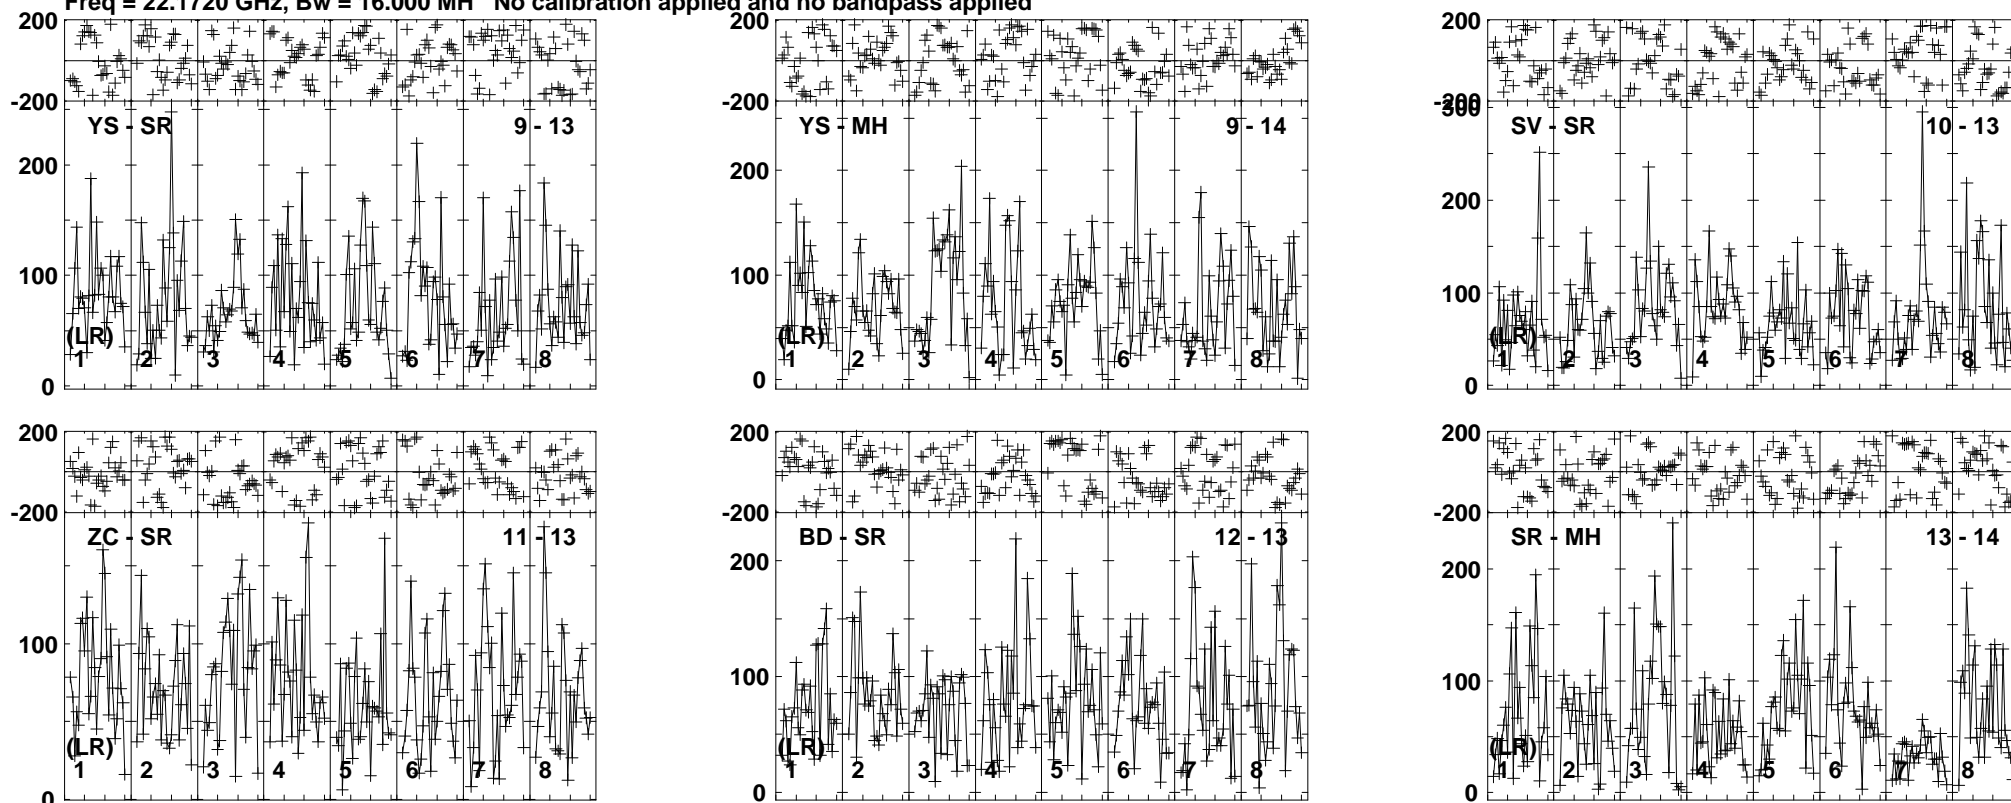 Freq = 22.1720 GHz, Bw = 16.000 MH No calibration applied and no bandpass applied
200
-200
YS - SR 9 - 13
200
100
0
(LR)
1 2 3 4 5 6 7 8
200
-200
YS - MH 9 - 14
200
100
0
(LR)
1 2 3 4 5 6 7 8
200
-200
300
SV - SR 10 - 13
200
100
0
(LR)
1 2 3 4 5 6 7 8
200
-200
ZC - SR 11 - 13
100
0
(LR)
1 2 3 4 5 6 7 8
200
-200
BD - SR 12 - 13
200
100
0
(LR)
1 2 3 4 5 6 7 8
200
-200
SR - MH 13 - 14
200
100
0
(LR)
1 2 3 4 5 6 7 8